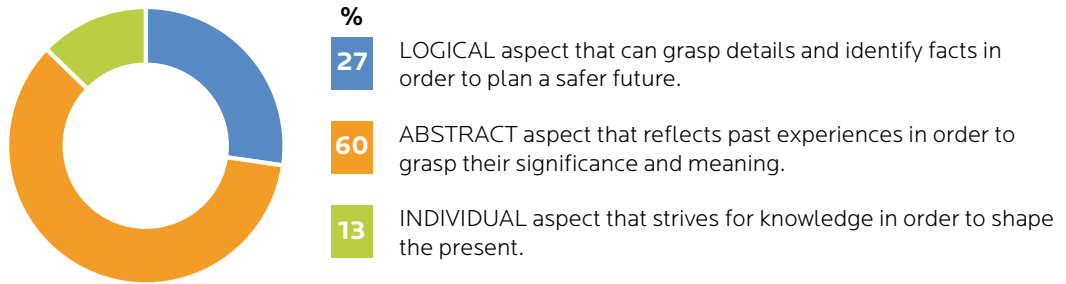 %
27
LOGICAL aspect that can grasp details and identify facts in
order to plan a safer future.
60
ABSTRACT aspect that reflects past experiences in order to
grasp their significance and meaning.
13
INDIVIDUAL aspect that strives for knowledge in order to shape
the present.